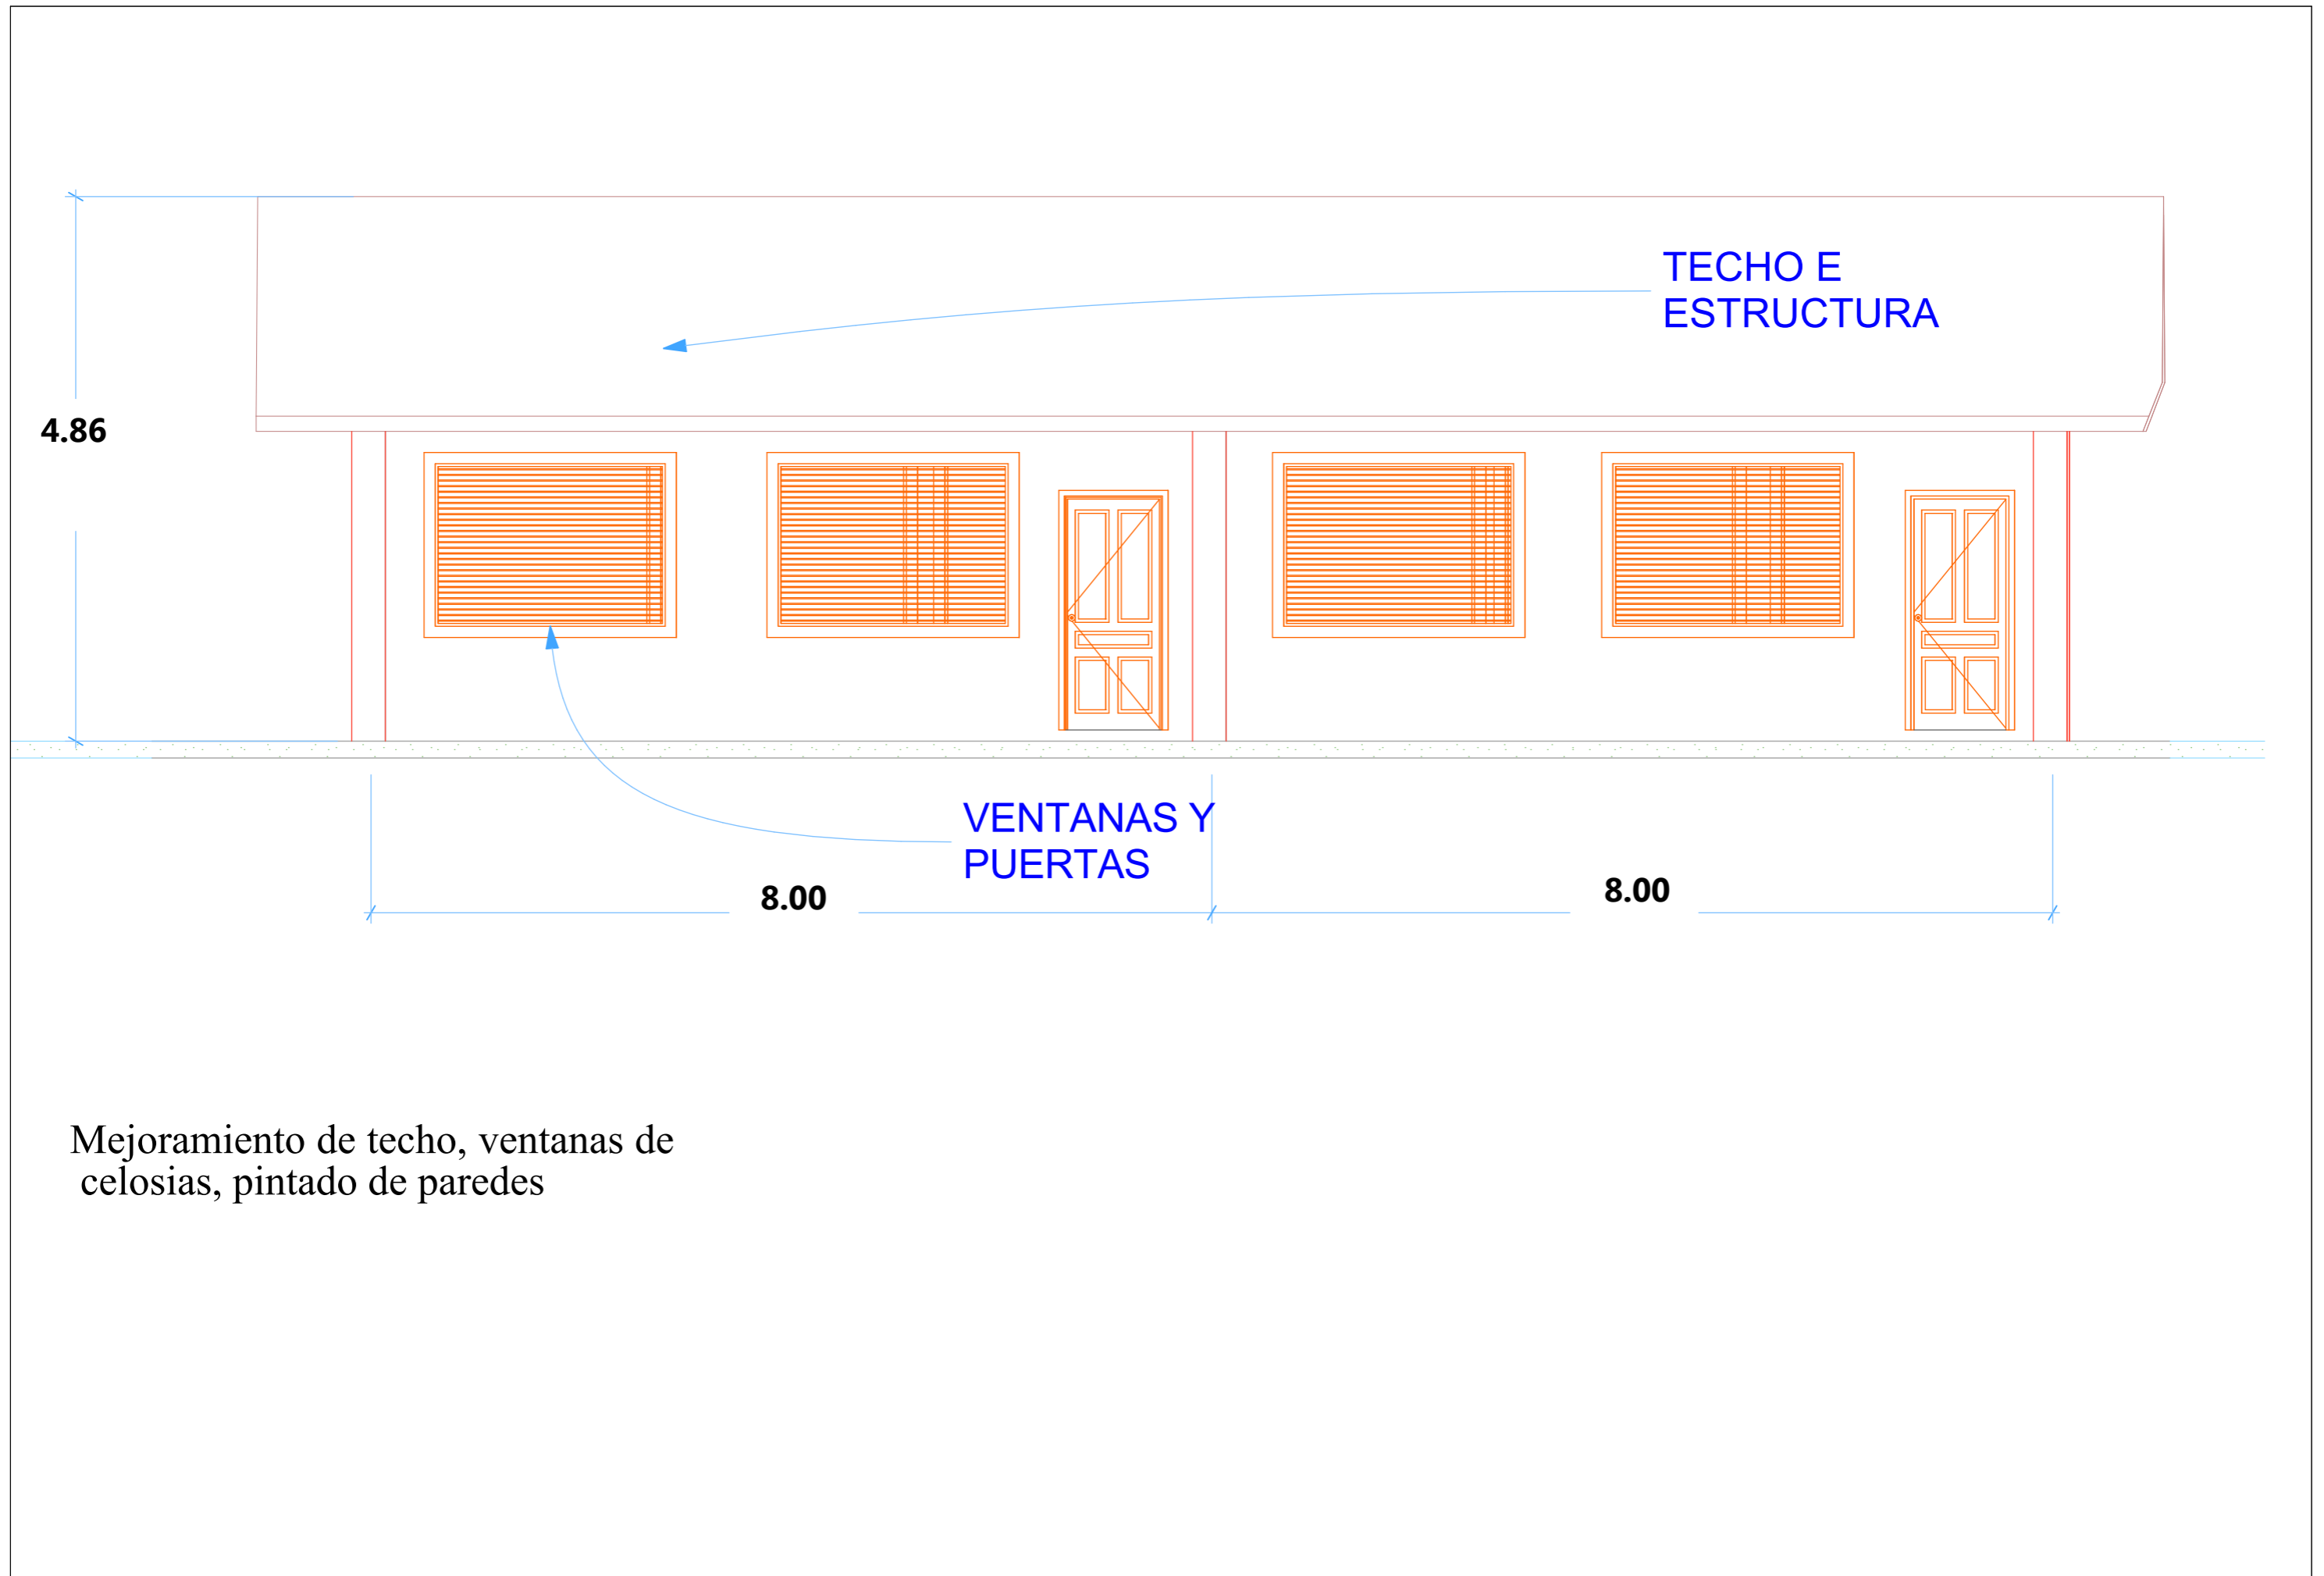 TECHO E
ESTRUCTURA
4.86
VENTANAS Y
PUERTAS
8.00
8.00
Mejoramiento de techo, ventanas de
celosias, pintado de paredes